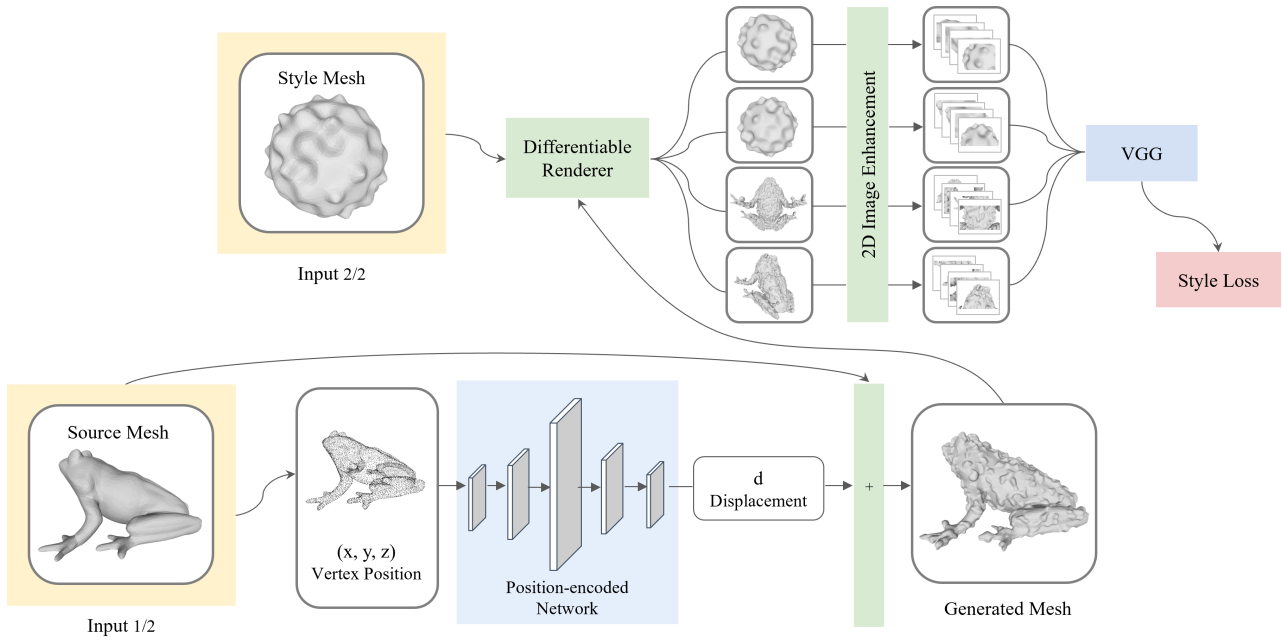 Style Mesh
Input 2/2
Differentiable
Renderer
2D Image Enhancement
VGG
Style Loss
Source Mesh
Input 1/2
(x, y, z)
Vertex Position
Position-encoded
Network
d
Displacement
+
Generated Mesh